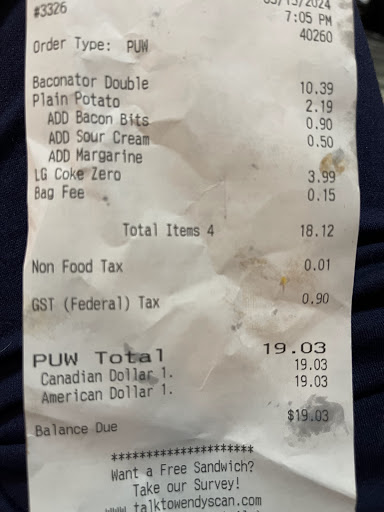 #3326
7:05 PM
Order Type: PUW 40260
Baconator Double 10.39
Plain Potato 2.19
ADD Bacon Bits 0.90
ADD Sour Cream 0.50
ADD Margarine
LG Coke Zero 3.99
Bag Fee 0.15
Total Items 4 18.12
Non Food Tax 0.01
GST (Federal) Tax 0.90
PUW Total 19.03
Canadian Dollar 1. 19.03
American Dollar 1. 19.03
Balance Due $19.03
*********************
Want a Free Sandwich?
Take our Survey!
www.talktowendyscan.com